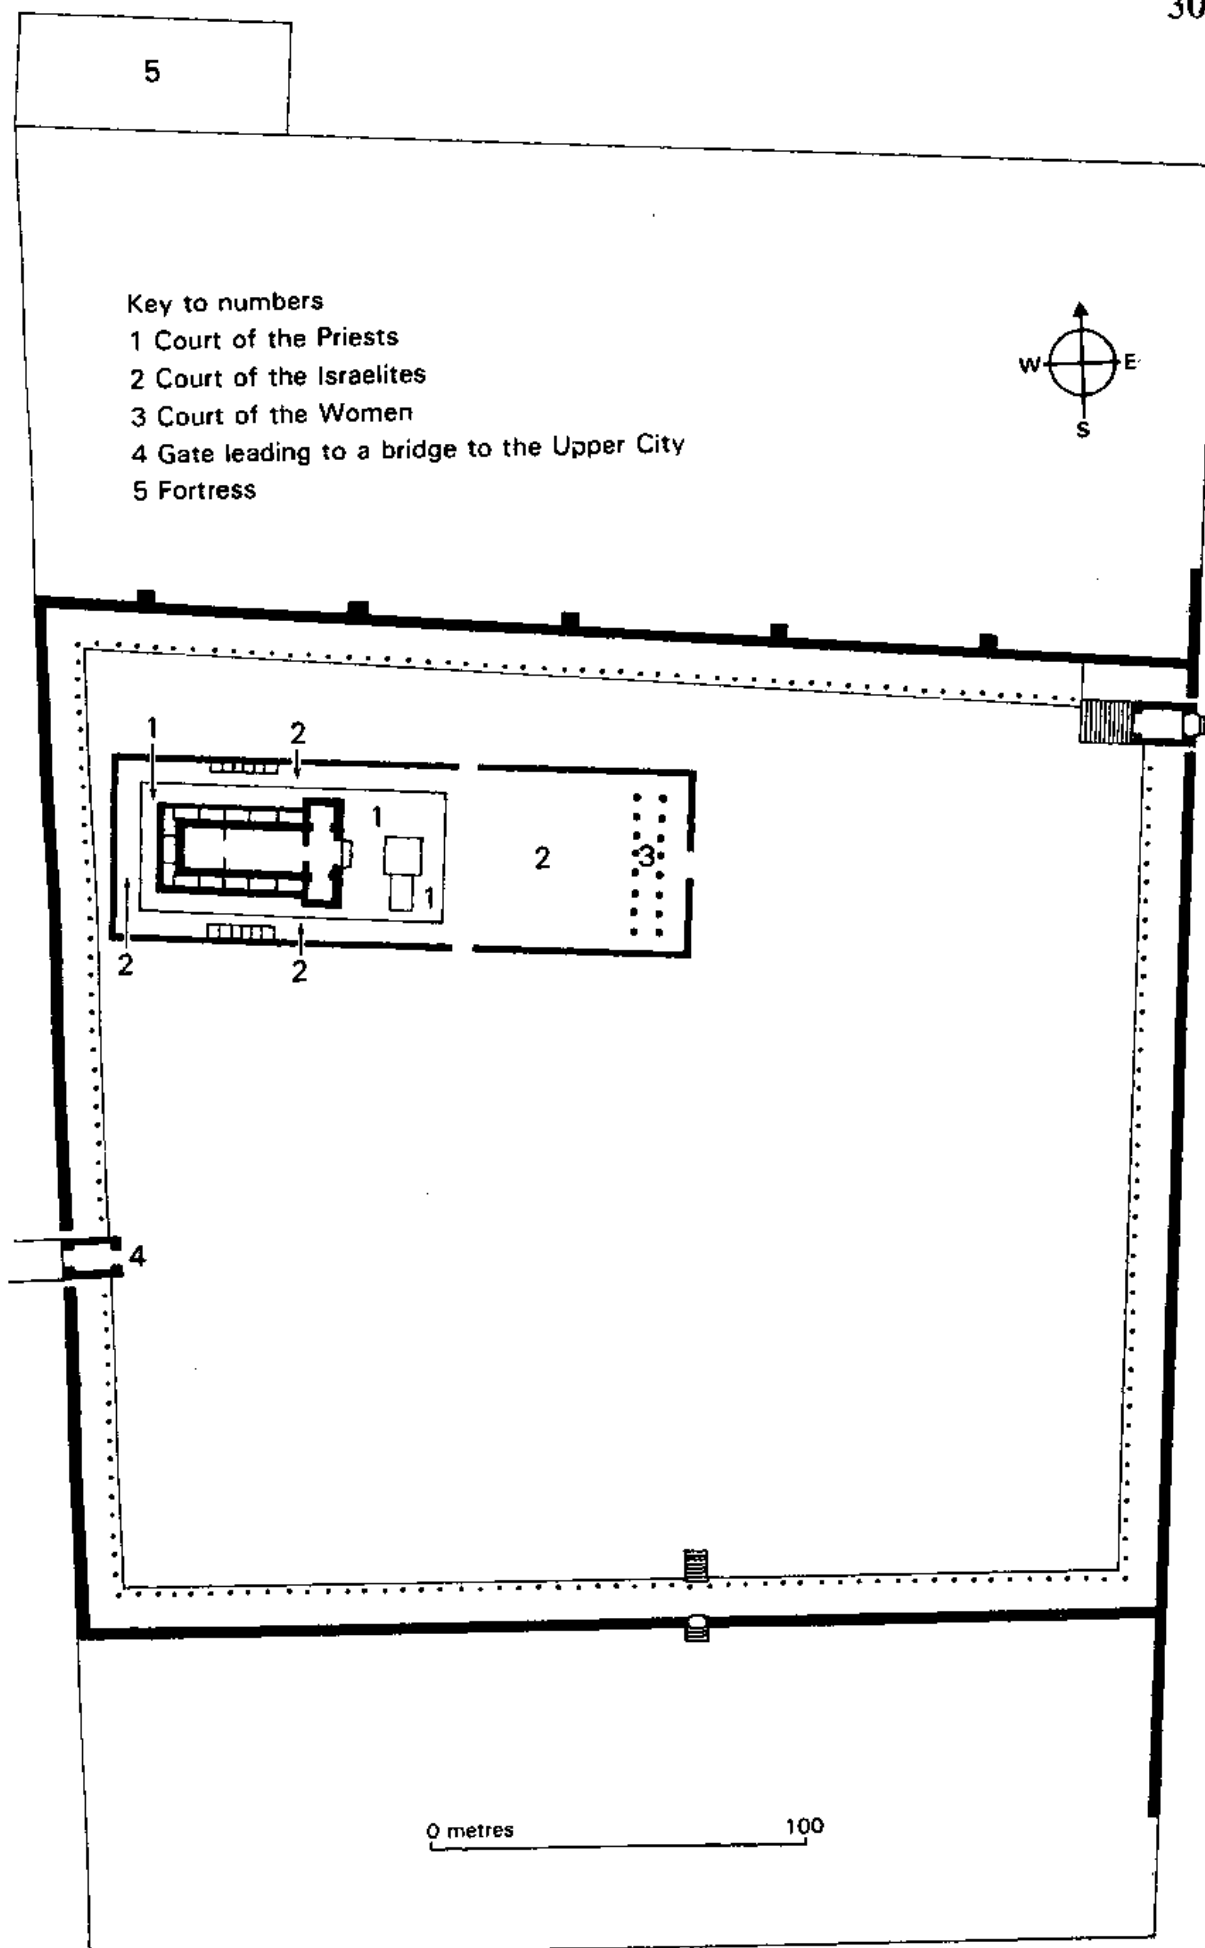 30
5
Key to numbers
1 Court of the Priests
2 Court of the Israelites
3 Court of the Women
4 Gate leading to a bridge to the Upper City
5 Fortress
W E
S
1
2
1
2
3
1
2
2
4
0 metres 100